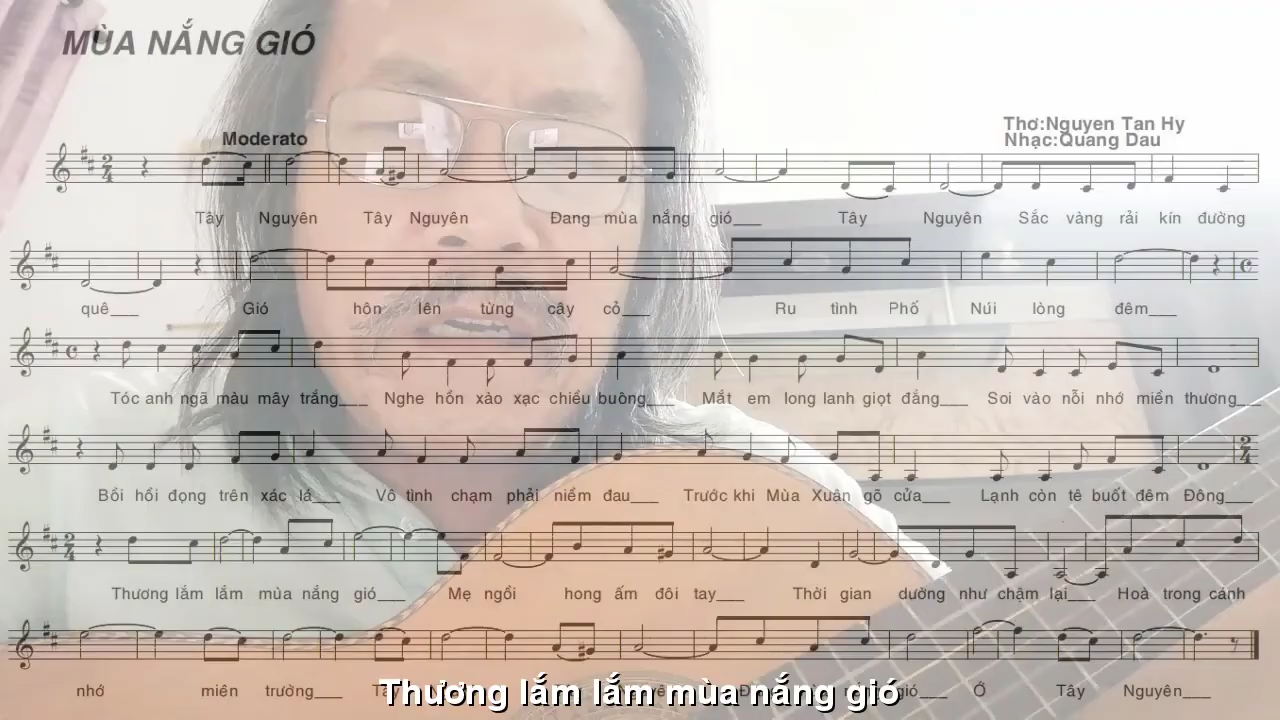 MÙA NẮNG GIÓ
Moderato
Thơ:Nguyen Tan Hy
Nhạc:Quang Dau
Tây Nguyên Tây Nguyên Đang mùa nắng gió___ Tây Nguyên Sắc vàng rải kín đường
quê___ Gió hôn lên từng cây cỏ___ Ru tình Phố Núi lòng đêm___
Tóc anh ngã màu mây trắng___ Nghe hồn xào xạc chiều buông___ Mắt em long lanh giọt đắng___ Soi vào nỗi nhớ miền thương___
Bồi hồi đọng trên xác lá___ Vô tình chạm phải niềm đau___ Trước khi Mùa Xuân gõ cửa___ Lạnh còn tê buốt đêm Đông___
Thương lắm lắm mùa nắng gió___ Mẹ ngồi hong ấm đôi tay___ Thời gian dường như chậm lại___ Hoà trong cánh
nhớ miên trường___ Tây gió___ Ơ Tây Nguyên___
Thương lắm lắm mùa nắng gió